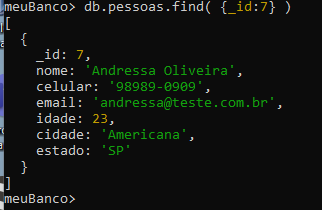 meuBanco> db.pessoas.find( {_id:7} )
[
  {
    _id: 7,
    nome: 'Andressa Oliveira',
    celular: '98989-0909',
    email: 'andressa@teste.com.br',
    idade: 23,
    cidade: 'Americana',
    estado: 'SP'
  }
]
meuBanco>